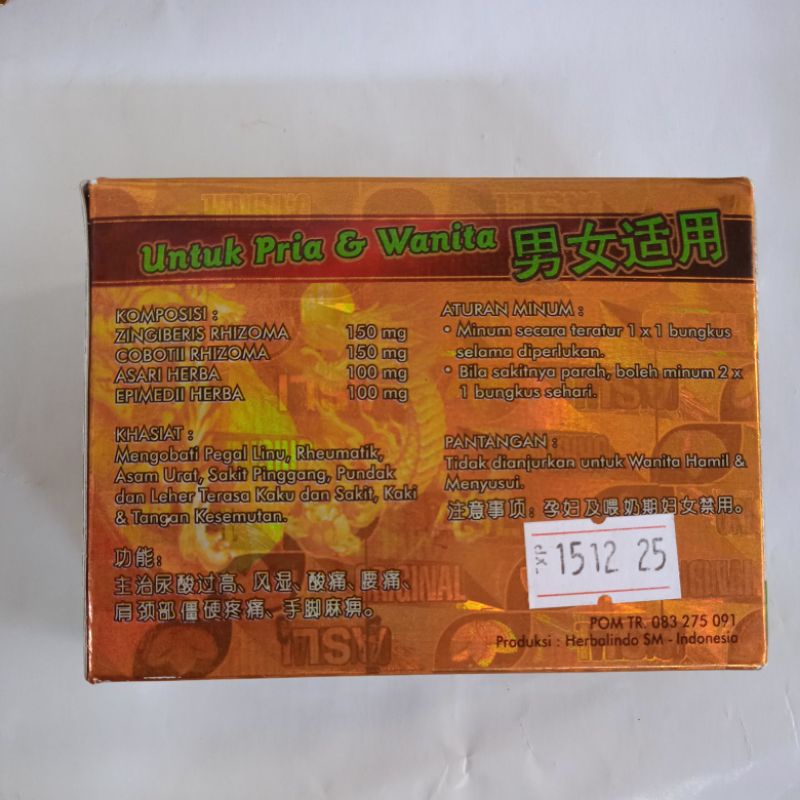 Untuk Pria & Wanita 男女适用
KOMPOSISI :
ZINGIBERIS RHIZOMA 150 mg
COBOTII RHIZOMA 150 mg
ASARI HERBA 100 mg
EPIMEDII HERBA 100 mg
KHASIAT :
Mengobati Pegal Linu, Rheumatik,
Asam Urat, Sakit Pinggang, Pundak
dan Leher Terasa Kaku dan Sakit, Kaki
& Tangan Kesemutan.
功能:
主治尿酸过高、风湿、酸痛、腰痛、
肩颈部僵硬疼痛、手脚麻痹。
ATURAN MINUM :
• Minum secara teratur 1 x 1 bungkus
selama diperlukan.
• Bila sakitnya parah, boleh minum 2 x
1 bungkus sehari.
PANTANGAN :
Tidak dianjurkan untuk Wanita Hamil &
Menyusui.
注意事项: 孕妇及喂奶期妇女禁用。
1512 25
POM TR. 083 275 091
Produksi : Herbalindo SM - Indonesia
ORIGINAL
ASLI